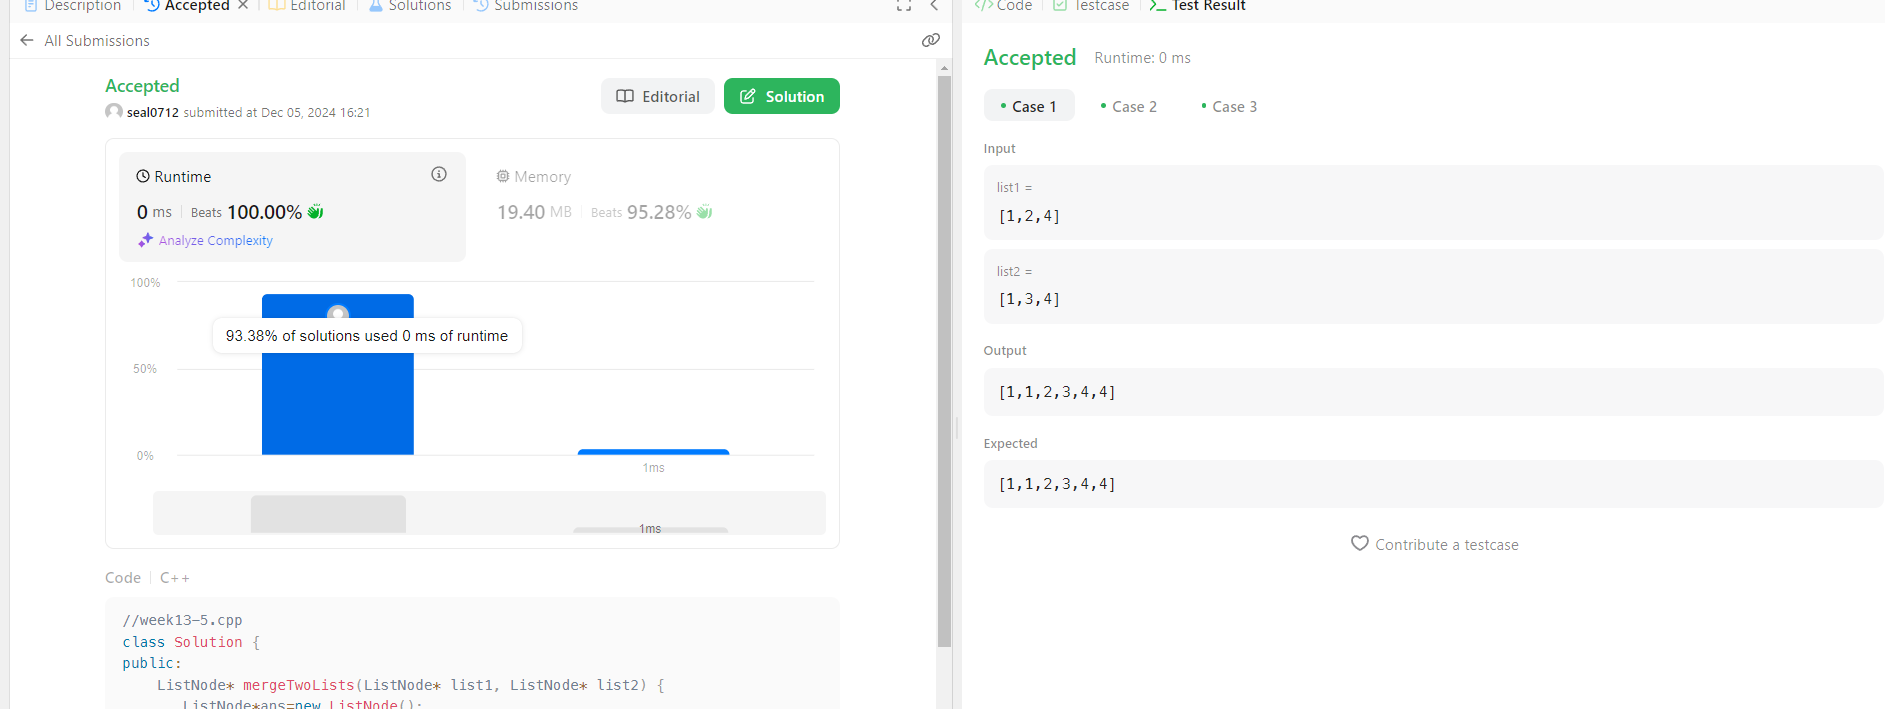 Description
Accepted
Editorial
Solutions
Submissions
All Submissions
Accepted
seal0712 submitted at Dec 05, 2024 16:21
Editorial
Solution
Runtime
0 ms
Beats 100.00%
Analyze Complexity
Memory
19.40 MB
Beats 95.28%
100%
93.38% of solutions used 0 ms of runtime
50%
0%
1ms
1ms
Code
C++
//week13-5.cpp
class Solution {
public:
ListNode* mergeTwoLists(ListNode* list1, ListNode* list2) {
ListNode*ans=new ListNode();
Code
Testcase
Test Result
Accepted
Runtime: 0 ms
Case 1
Case 2
Case 3
Input
list1 =
[1,2,4]
list2 =
[1,3,4]
Output
[1,1,2,3,4,4]
Expected
[1,1,2,3,4,4]
Contribute a testcase